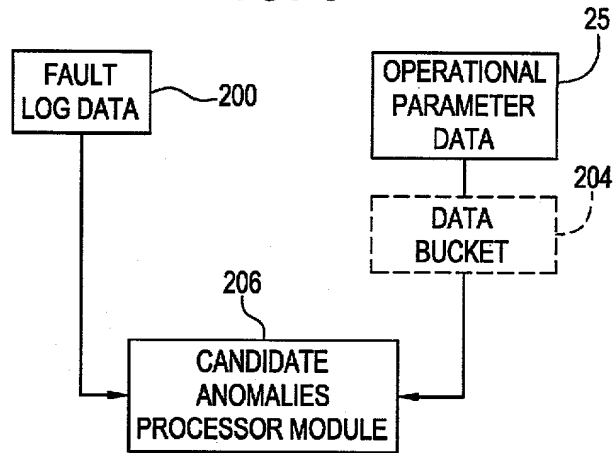 FAULT
LOG DATA
200
25
OPERATIONAL
PARAMETER
DATA
204
DATA
BUCKET
206
CANDIDATE
ANOMALIES
PROCESSOR MODULE